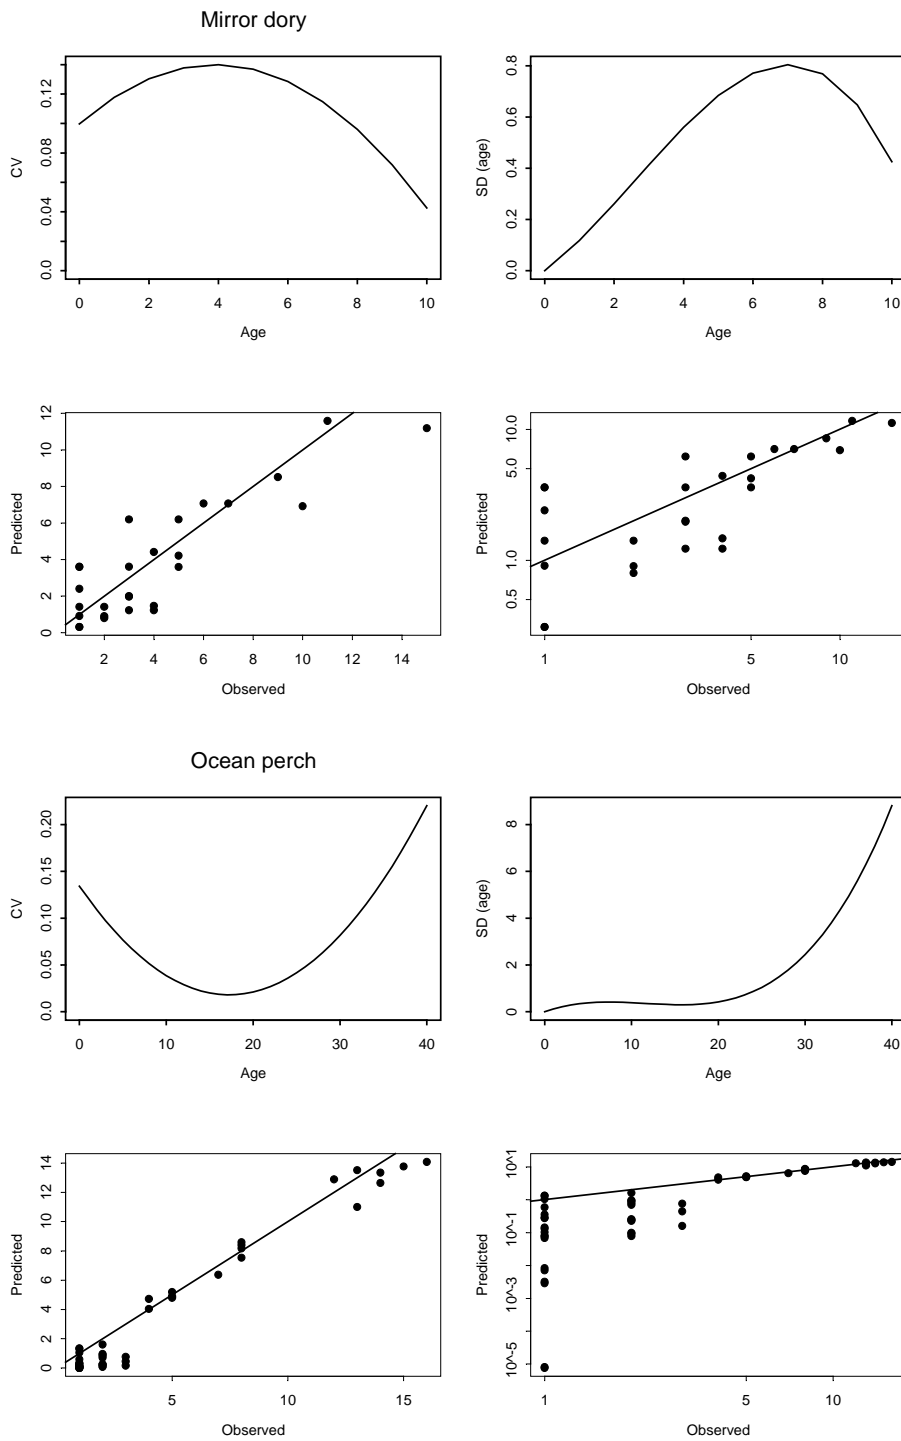 Mirror dory
CV
0.0 0.04 0.08 0.12
0 2 4 6 8 10
Age
SD (age)
0.0 0.2 0.4 0.6 0.8
0 2 4 6 8 10
Age
Predicted
0 2 4 6 8 10 12
2 4 6 8 10 12 14
Observed
Predicted
0.5 1.0 5.0 10.0
1 5 10
Observed
Ocean perch
CV
0.0 0.05 0.10 0.15 0.20
0 10 20 30 40
Age
SD (age)
0 2 4 6 8
0 10 20 30 40
Age
Predicted
0 2 4 6 8 10 12 14
5 10 15
Observed
Predicted
10^-5 10^-3 10^-1 10^1
1 5 10
Observed